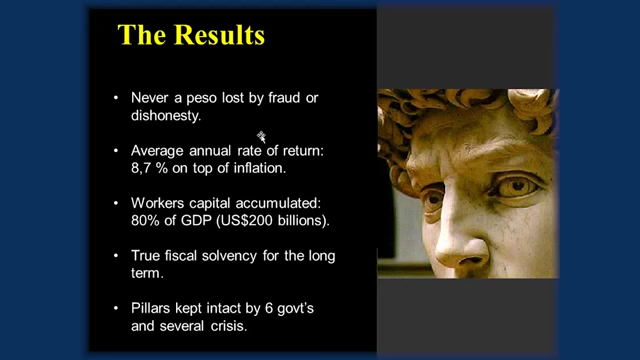 The Results
• Never a peso lost by fraud or
dishonesty.
• Average annual rate of return:
8,7 % on top of inflation.
• Workers capital accumulated:
80% of GDP (US$200 billions).
• True fiscal solvency for the long
term.
• Pillars kept intact by 6 govt's
and several crisis.